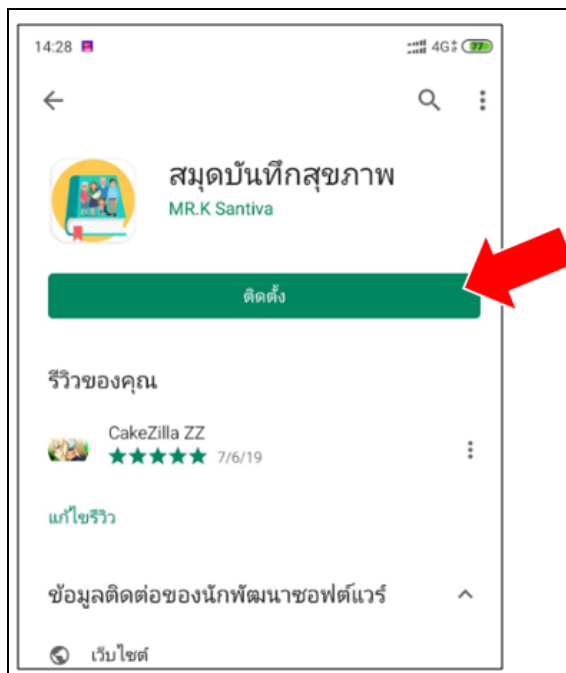 14:28 4G 77
สมุดบันทึกสุขภาพ
MR.K Santiva
ติดตั้ง
รีวิวของคุณ
CakeZilla ZZ
★★★★★ 7/6/19
แก้ไขรีวิว
ข้อมูลติดต่อของนักพัฒนาซอฟต์แวร์
เว็บไซต์